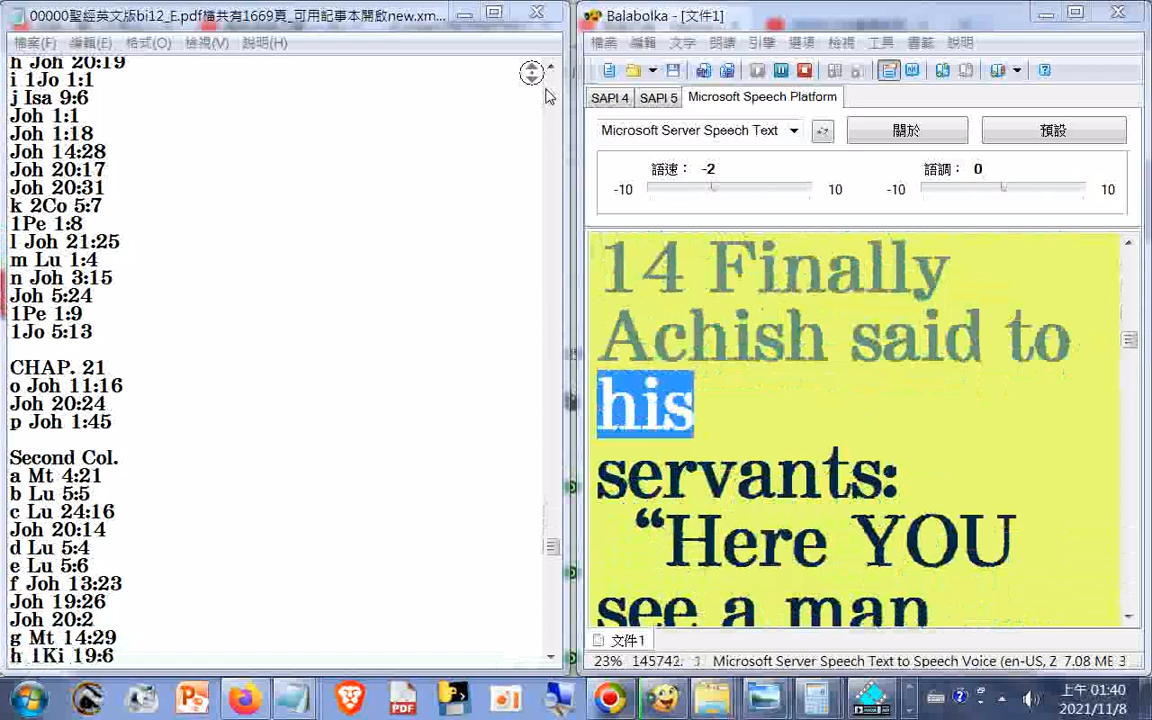 00000聖經英文版bi12_E.pdf檔共有1669頁_可用記事本開啟new.xm...
檔案(F) 編輯(E) 格式(O) 檢視(V) 說明(H)
h Joh 20:19
i 1Jo 1:1
j Isa 9:6
Joh 1:1
Joh 1:18
Joh 14:28
Joh 20:17
Joh 20:31
k 2Co 5:7
1Pe 1:8
l Joh 21:25
m Lu 1:4
n Joh 3:15
Joh 5:24
1Pe 1:9
1Jo 5:13
CHAP. 21
o Joh 11:16
Joh 20:24
p Joh 1:45
Second Col.
a Mt 4:21
b Lu 5:5
c Lu 24:16
Joh 20:14
d Lu 5:4
e Lu 5:6
f Joh 13:23
Joh 19:26
Joh 20:2
g Mt 14:29
h 1Ki 19:6
Balabolka - [文件1]
檔案 編輯 文字 朗讀 引擎 選項 檢視 工具 書籤 說明
SAPI 4 SAPI 5 Microsoft Speech Platform
Microsoft Server Speech Text 關於 預設
語速： -2 語調： 0
-10 10 -10 10
14 Finally
Achish said to
his
servants:
“Here YOU
see a man
文件1
23% 145742. Microsoft Server Speech Text to Speech Voice (en-US, Z 7.08 ME 3
PDF
上午 01:40
2021/11/8